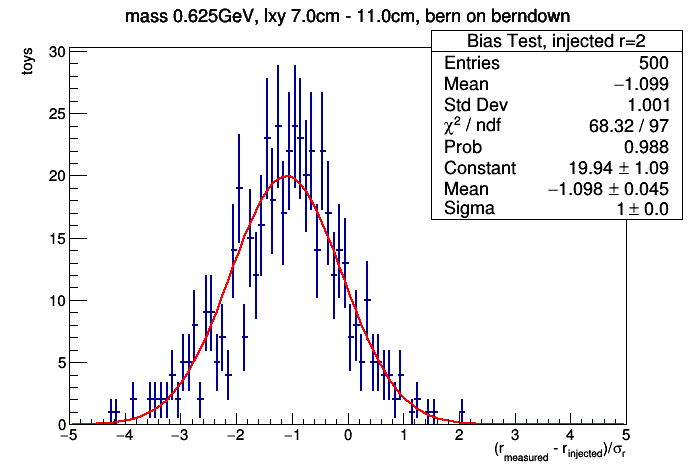 mass 0.625GeV, lxy 7.0cm - 11.0cm, bern on berndown
toys
Bias Test, injected r=2
Entries 500
Mean −1.099
Std Dev 1.001
χ² / ndf 68.32 / 97
Prob 0.988
Constant 19.94 ± 1.09
Mean −1.098 ± 0.045
Sigma 1 ± 0.0
30
25
20
15
10
5
0
−5 −4 −3 −2 −1 0 1 2 3 4 5
(r_measured - r_injected)/σ_r